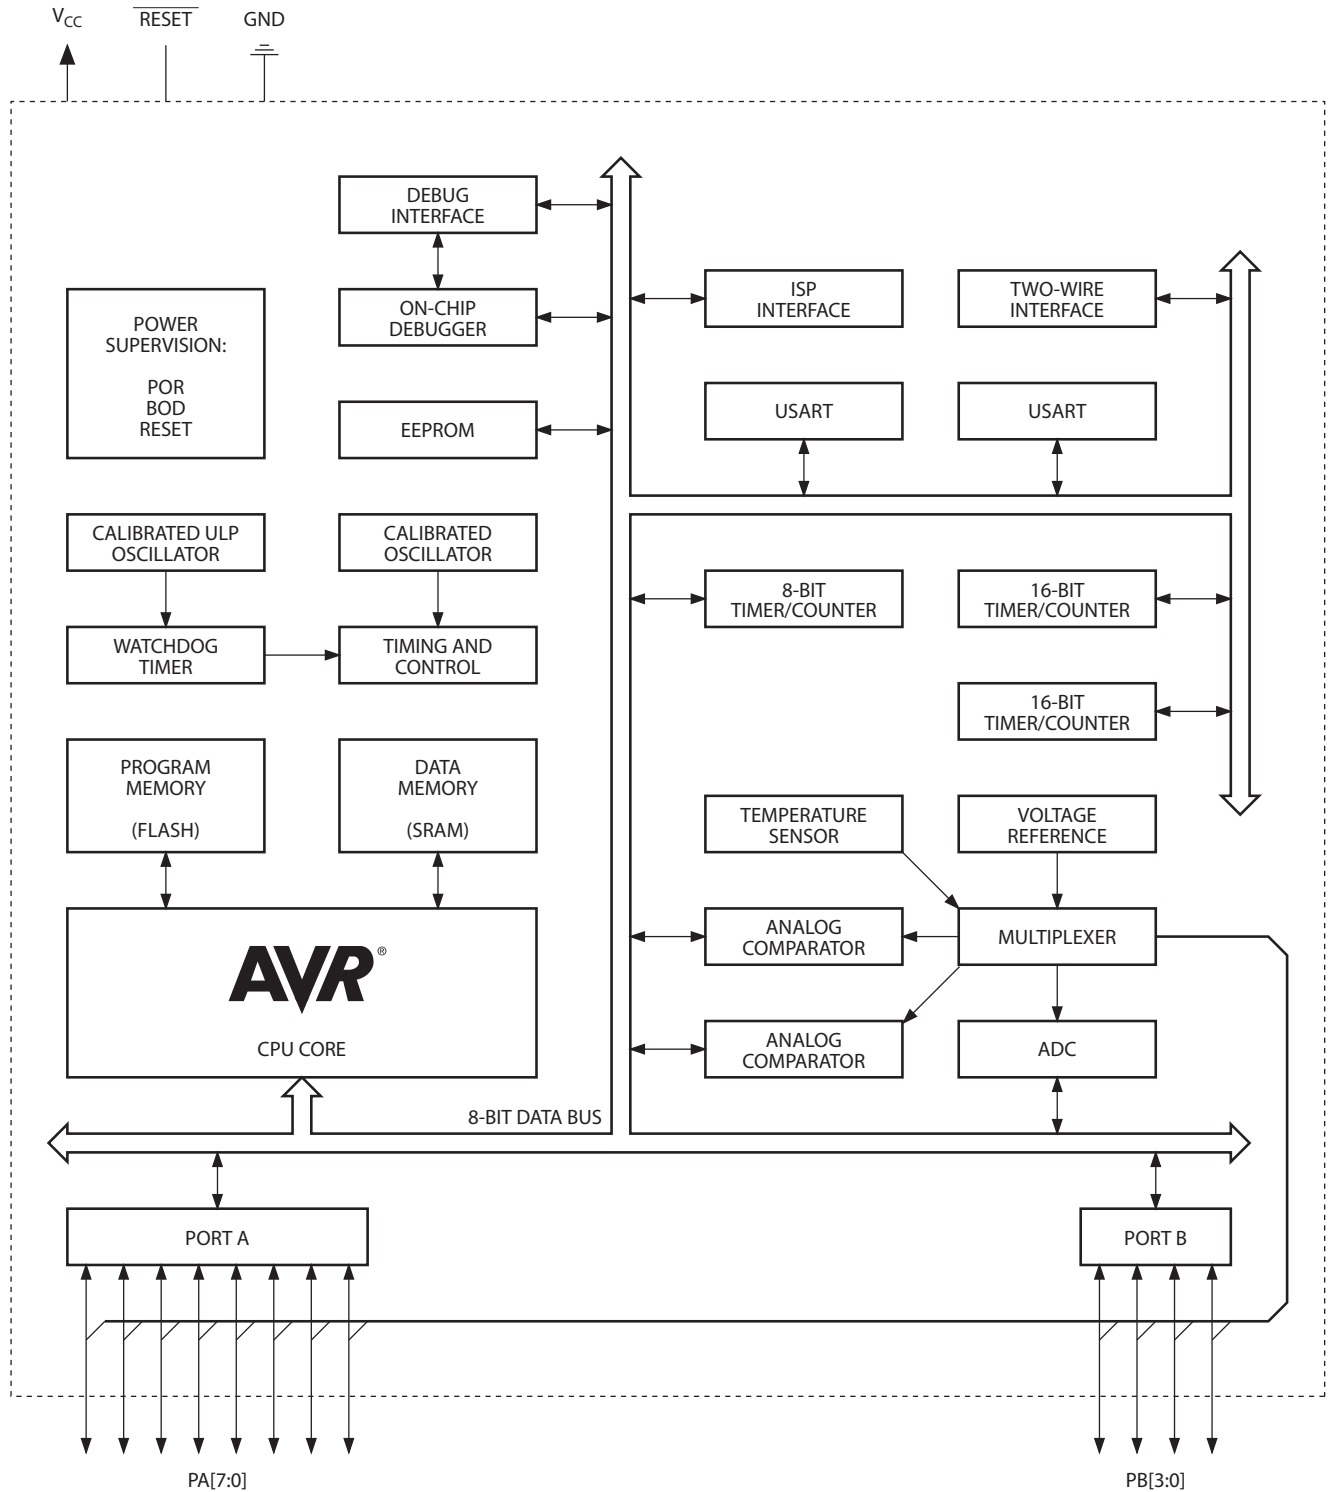 VCC
RESET
GND
DEBUG
INTERFACE
ISP
INTERFACE
TWO-WIRE
INTERFACE
POWER
SUPERVISION:
POR
BOD
RESET
ON-CHIP
DEBUGGER
EEPROM
USART
USART
CALIBRATED ULP
OSCILLATOR
CALIBRATED
OSCILLATOR
8-BIT
TIMER/COUNTER
16-BIT
TIMER/COUNTER
WATCHDOG
TIMER
TIMING AND
CONTROL
16-BIT
TIMER/COUNTER
PROGRAM
MEMORY
(FLASH)
DATA
MEMORY
(SRAM)
TEMPERATURE
SENSOR
VOLTAGE
REFERENCE
AVR®
CPU CORE
ANALOG
COMPARATOR
MULTIPLEXER
ANALOG
COMPARATOR
ADC
8-BIT DATA BUS
PORT A
PORT B
PA[7:0]
PB[3:0]